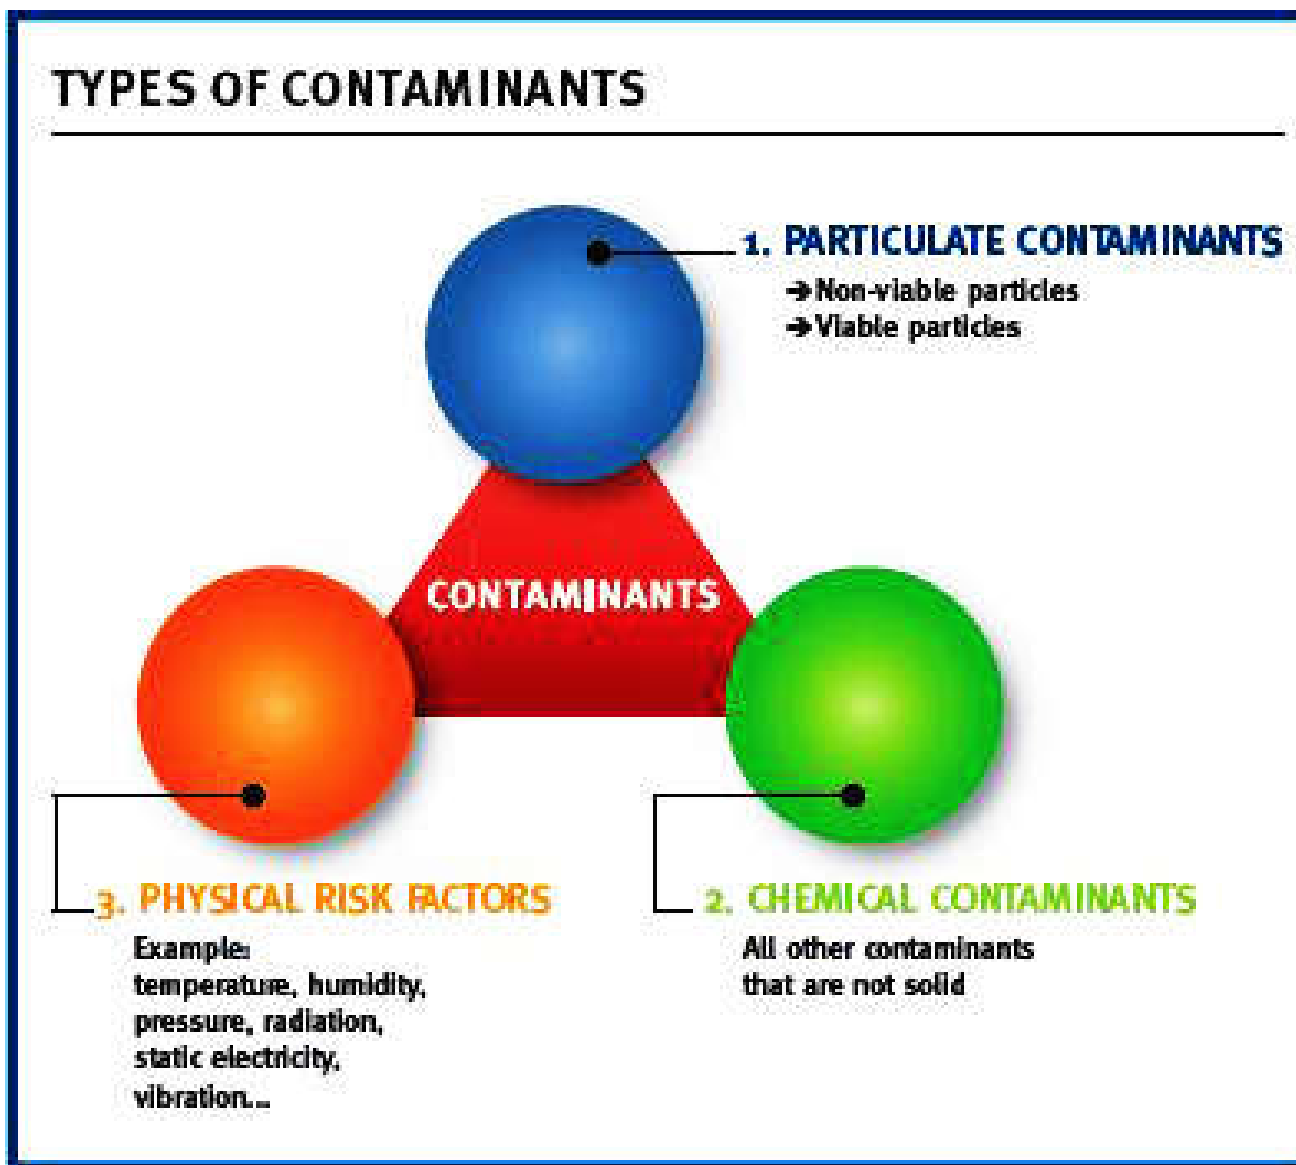 TYPES OF CONTAMINANTS
1. PARTICULATE CONTAMINANTS
→Non-viable particles
→Viable particles
CONTAMINANTS
3. PHYSICAL RISK FACTORS
Example:
temperature, humidity,
pressure, radiation,
static electricity,
vibration...
2. CHEMICAL CONTAMINANTS
All other contaminants
that are not solid